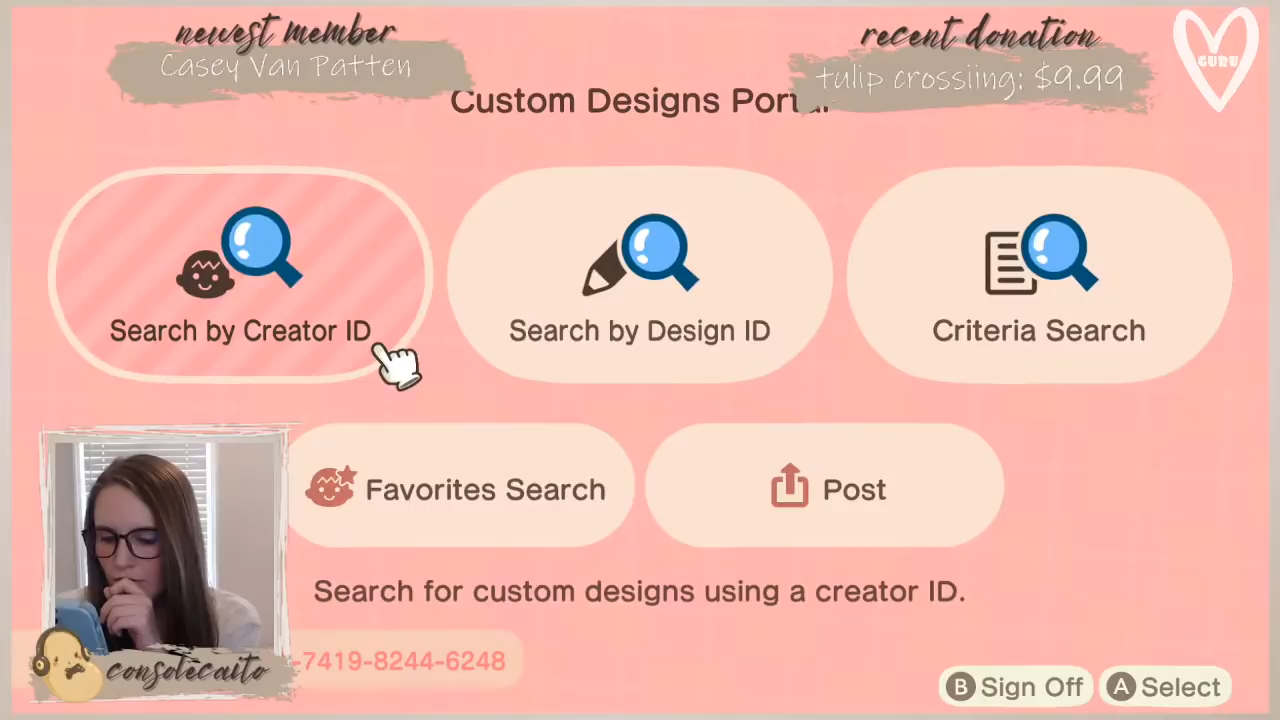 newest member
Casey Van Patten
recent donation
tulip crossiing: $9.99
GURU
Custom Designs Portal
Search by Creator ID
Search by Design ID
Criteria Search
Favorites Search
Post
Search for custom designs using a creator ID.
-7419-8244-6248
consolecaito
B Sign Off
A Select